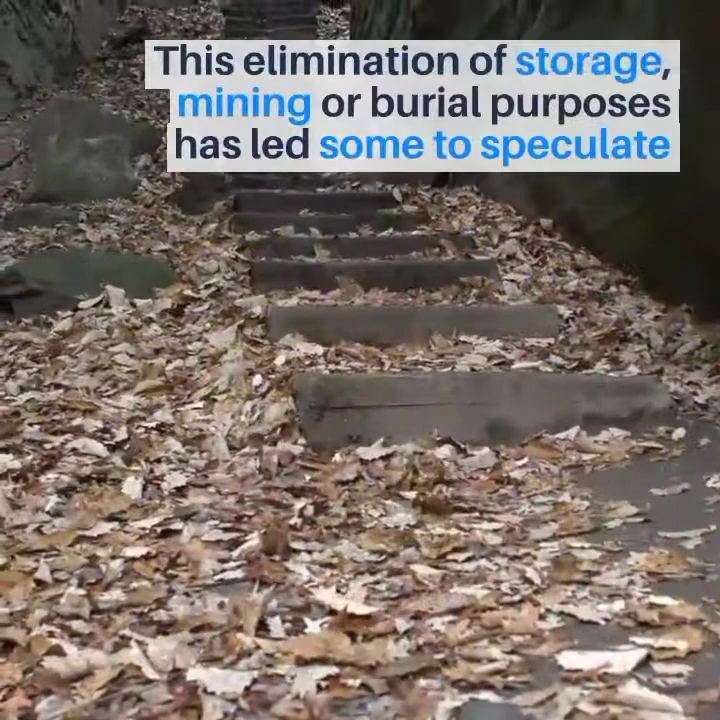 This elimination of storage,
mining or burial purposes
has led some to speculate